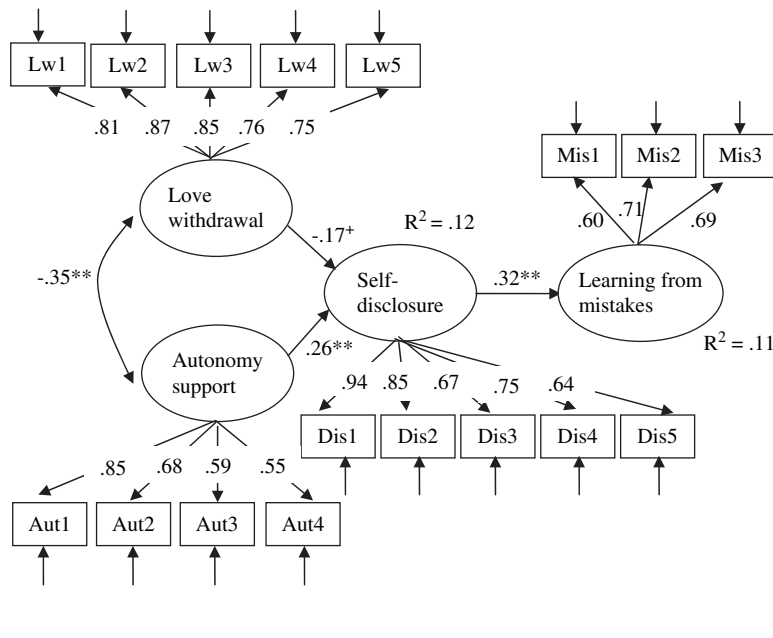 Lw1 Lw2 Lw3 Lw4 Lw5
.81 .87 .85 .76 .75
Mis1 Mis2 Mis3
.60 .71 .69
Love
withdrawal
-.17+
R2 = .12
-.35**
Self-
disclosure
.32**
Learning from
mistakes
R2 = .11
Autonomy
support
.26**
.94 .85 .67 .75 .64
Dis1 Dis2 Dis3 Dis4 Dis5
.85 .68 .59 .55
Aut1 Aut2 Aut3 Aut4